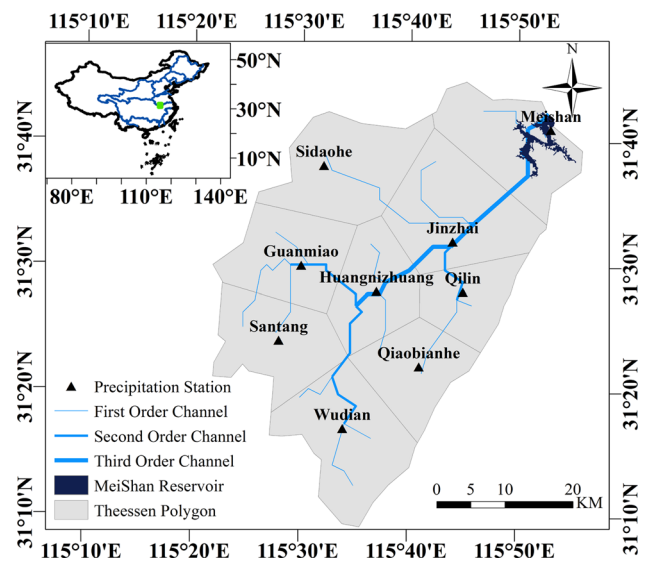 115°10'E 115°20'E 115°30'E 115°40'E 115°50'E
50°N
30°N
10°N
80°E 110°E 140°E
N
31°40'N
31°30'N
31°20'N
31°10'N
31°40'N
31°30'N
31°20'N
31°10'N
Meishan
Sidaohe
Jinzhai
Guanmiao
Huangnizhuang
Qilin
Santang
Qiaobianhe
Wudian
Precipitation Station
First Order Channel
Second Order Channel
Third Order Channel
MeiShan Reservoir
Theessen Polygon
0 5 10 20
KM
115°10'E 115°20'E 115°30'E 115°40'E 115°50'E